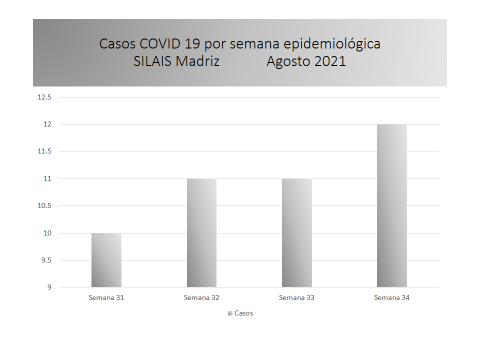 Casos COVID 19 por semana epidemiológica
SILAIS Madriz Agosto 2021
12.5
12
11.5
11
10.5
10
9.5
9
Semana 31 Semana 32 Semana 33 Semana 34
Casos